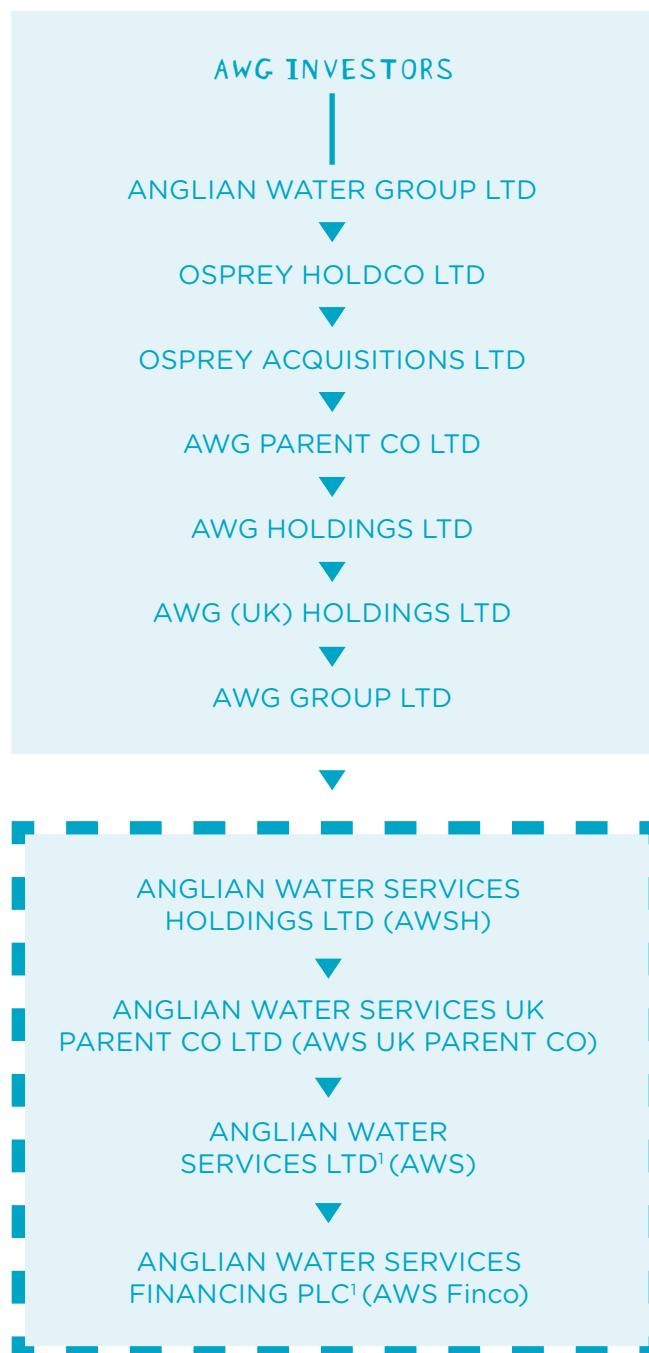 AWG INVESTORS
ANGLIAN WATER GROUP LTD
OSPREY HOLDCO LTD
OSPREY ACQUISITIONS LTD
AWG PARENT CO LTD
AWG HOLDINGS LTD
AWG (UK) HOLDINGS LTD
AWG GROUP LTD
ANGLIAN WATER SERVICES
HOLDINGS LTD (AWSH)
ANGLIAN WATER SERVICES UK
PARENT CO LTD (AWS UK PARENT CO)
ANGLIAN WATER
SERVICES LTD¹ (AWS)
ANGLIAN WATER SERVICES
FINANCING PLC¹ (AWS Finco)